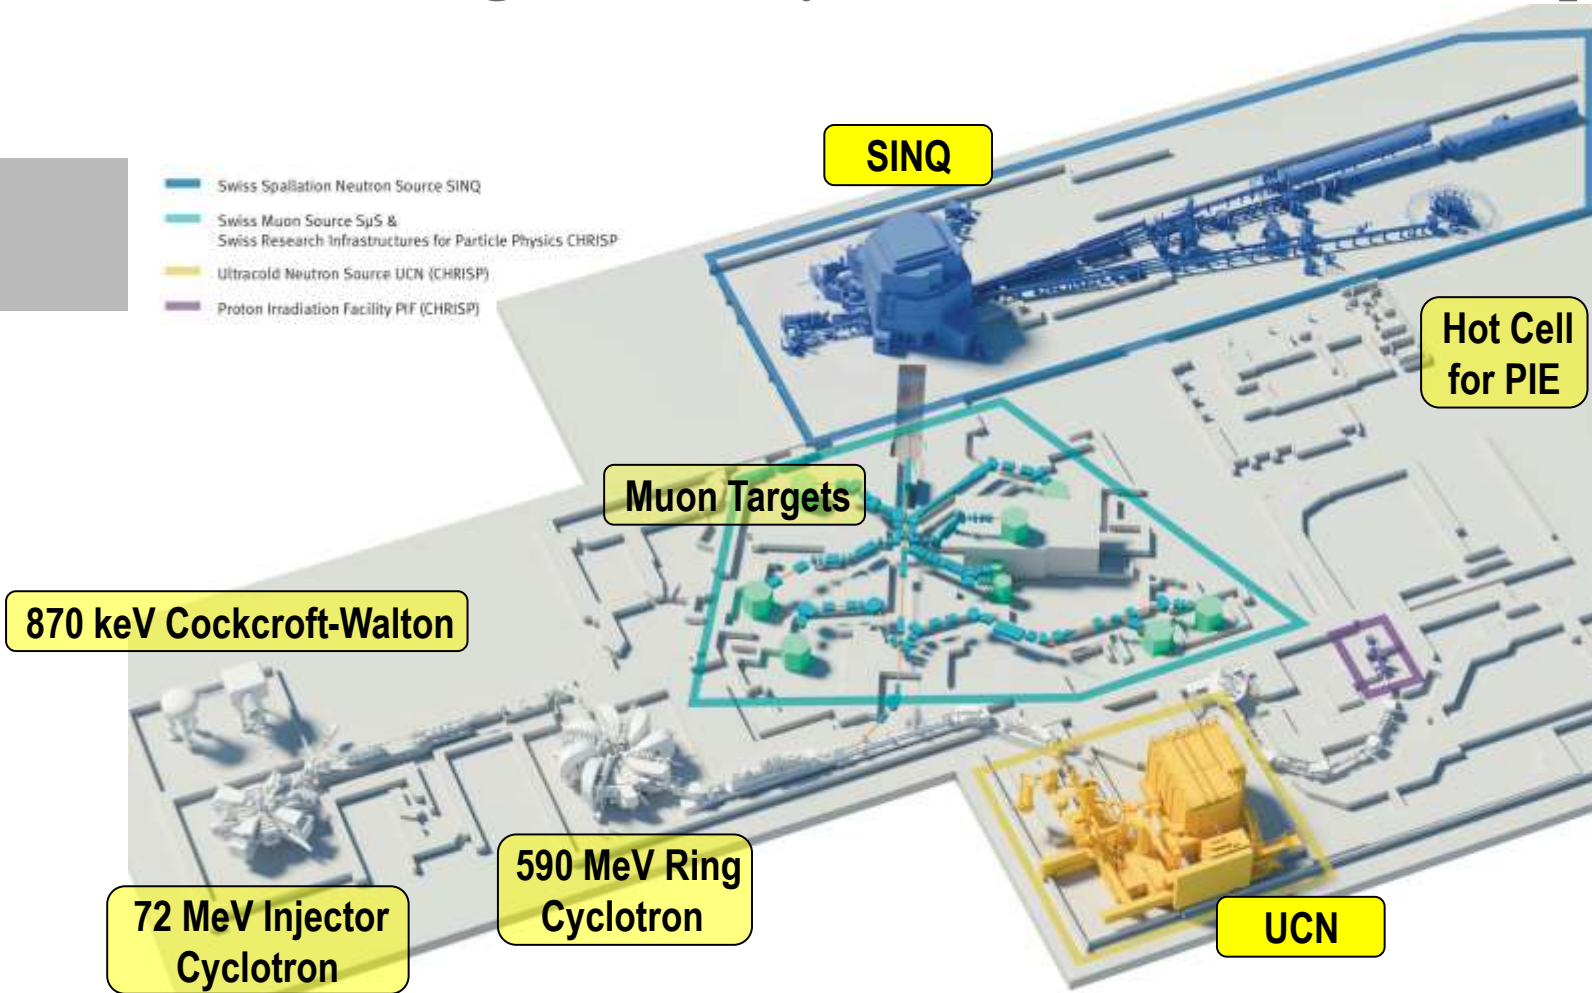 SINQ
Swiss Spallation Neutron Source SINQ
Swiss Muon Source SμS &
Swiss Research Infrastructures for Particle Physics CHRISP
Ultracold Neutron Source UCN (CHRISP)
Proton Irradiation Facility PIF (CHRISP)
Hot Cell
for PIE
Muon Targets
870 keV Cockcroft-Walton
590 MeV Ring
Cyclotron
72 MeV Injector
Cyclotron
UCN